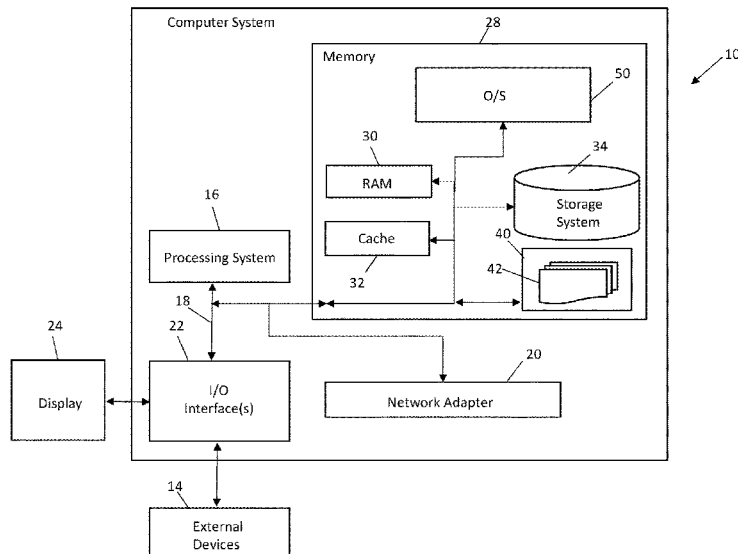 Computer System
28
Memory
10
O/S
50
30
RAM
34
Storage
System
16
Processing System
Cache
32
40
42
18
22
24
Display
I/O
Interface(s)
20
Network Adapter
14
External
Devices